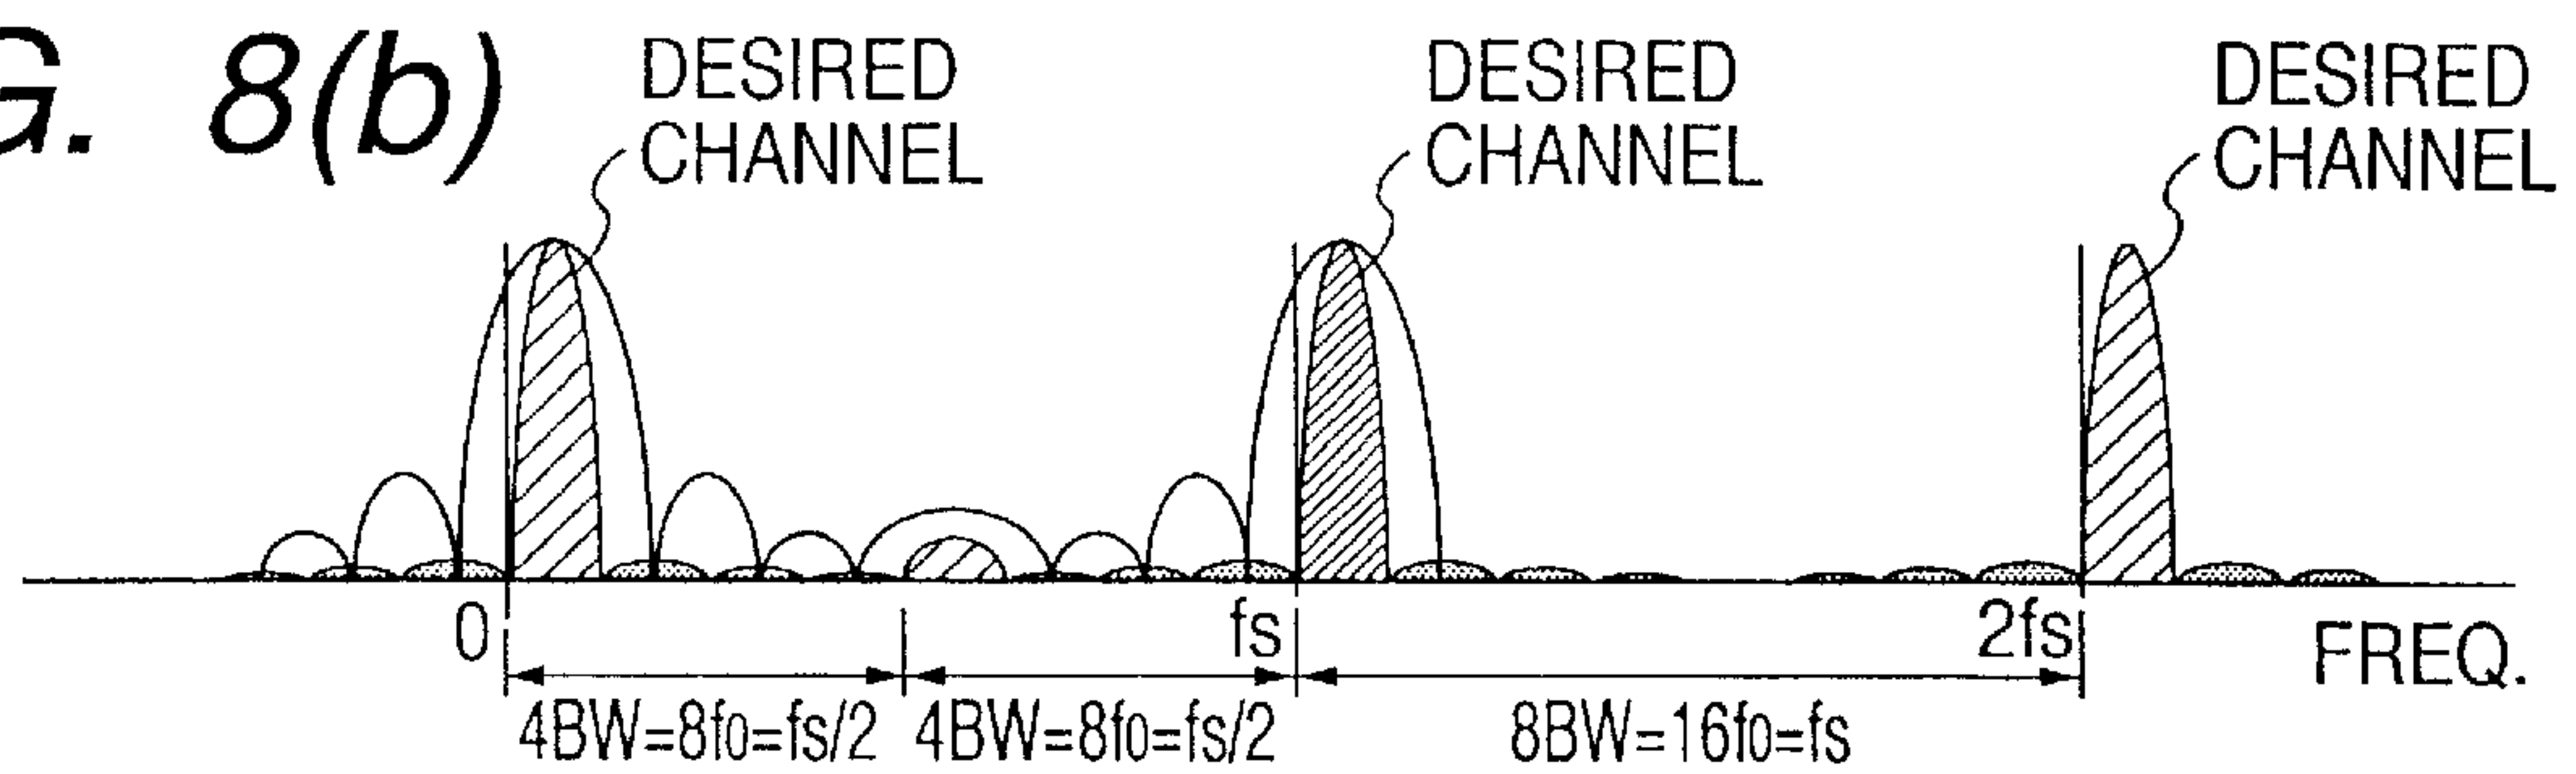 G. 8(b)
DESIRED
CHANNEL
DESIRED
CHANNEL
DESIRED
CHANNEL
0
fs
2fs
FREQ.
4BW=8f0=fs/2
4BW=8f0=fs/2
8BW=16f0=fs